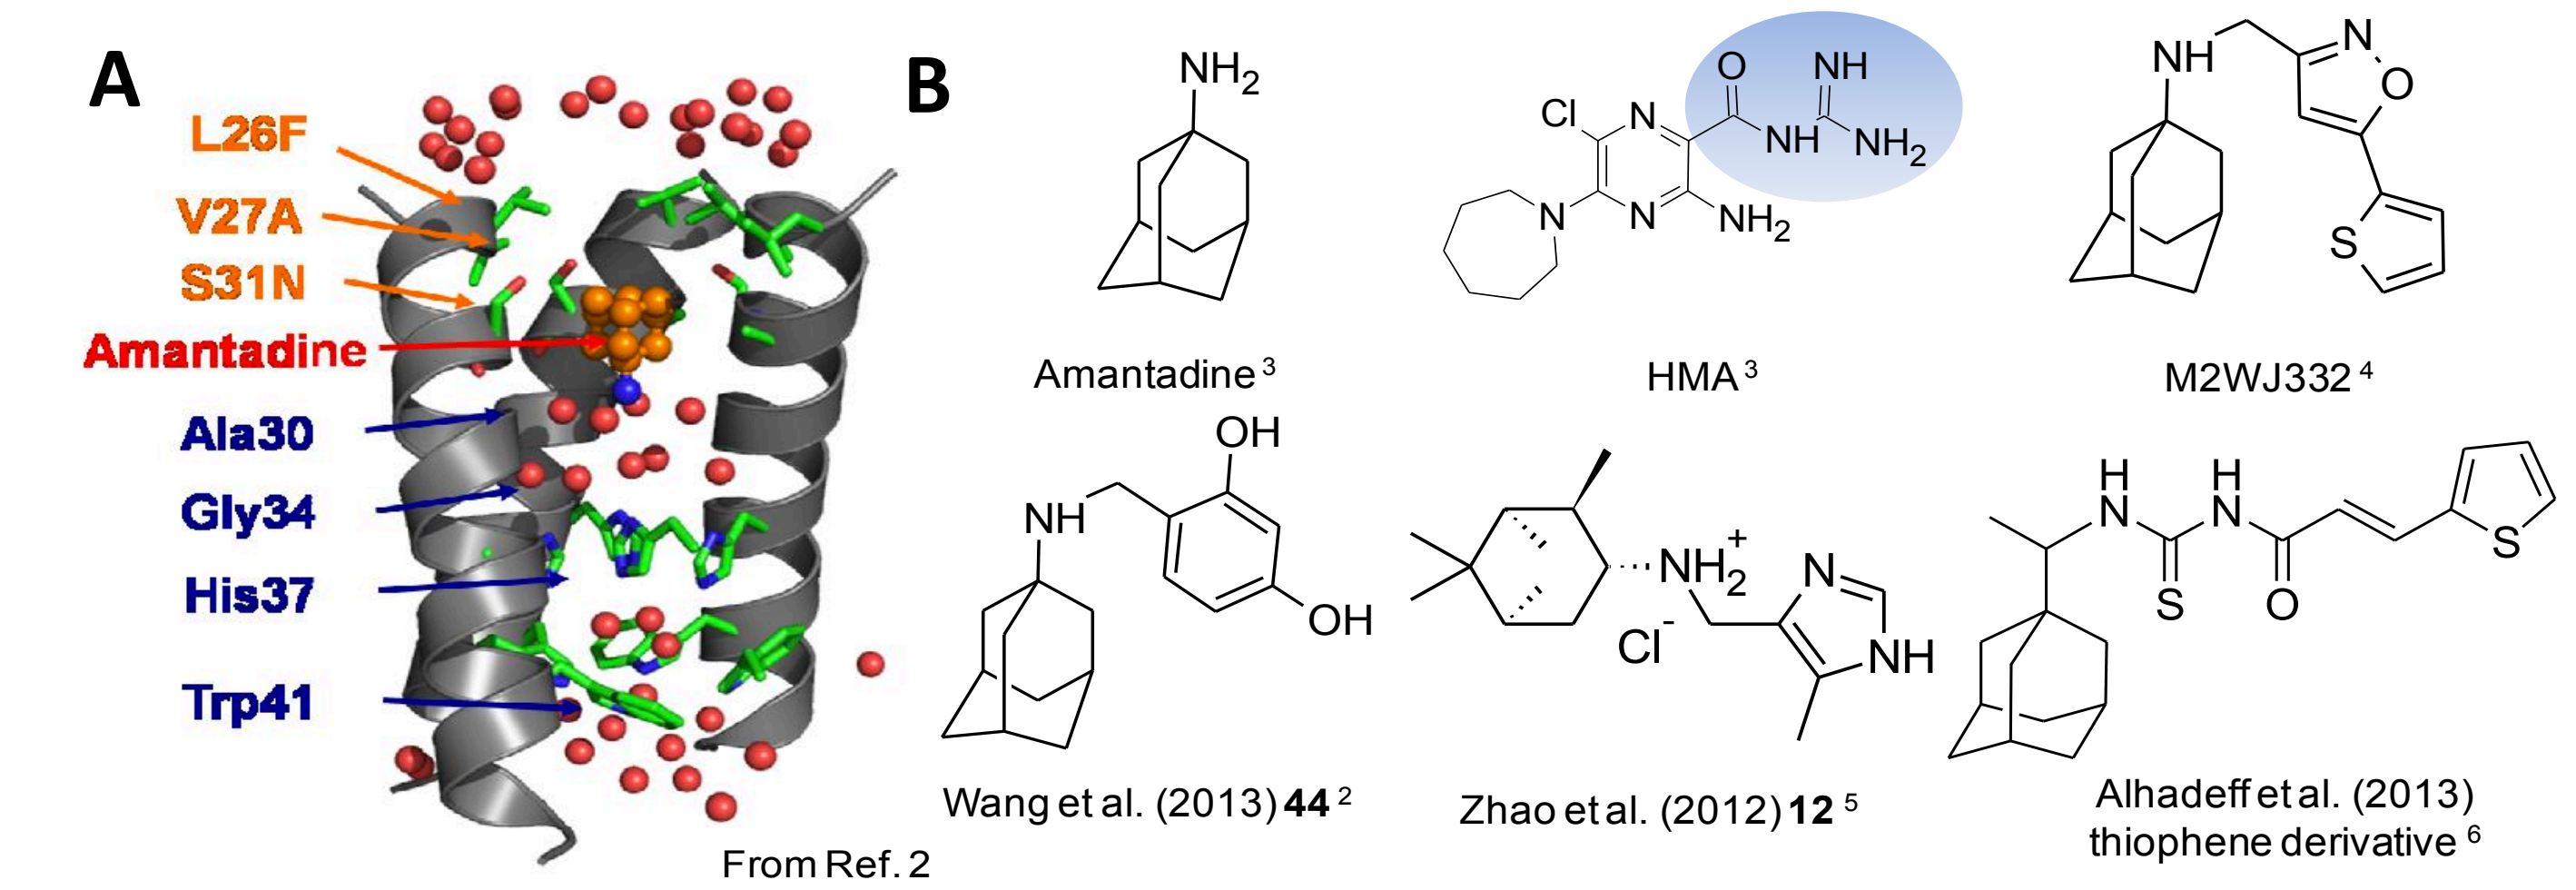 A
L26F
V27A
S31N
Amantadine
Ala30
Gly34
His37
Trp41
From Ref. 2
B
NH2
Amantadine 3
O
NH
Cl
N
NH
NH2
N
N
NH2
HMA 3
NH
N
O
S
M2WJ332 4
OH
NH
OH
Wang et al. (2013) 44 2
NH2+
Cl-
N
NH
Zhao et al. (2012) 12 5
H
N
H
N
S
O
S
Alhadeff et al. (2013)
thiophene derivative 6